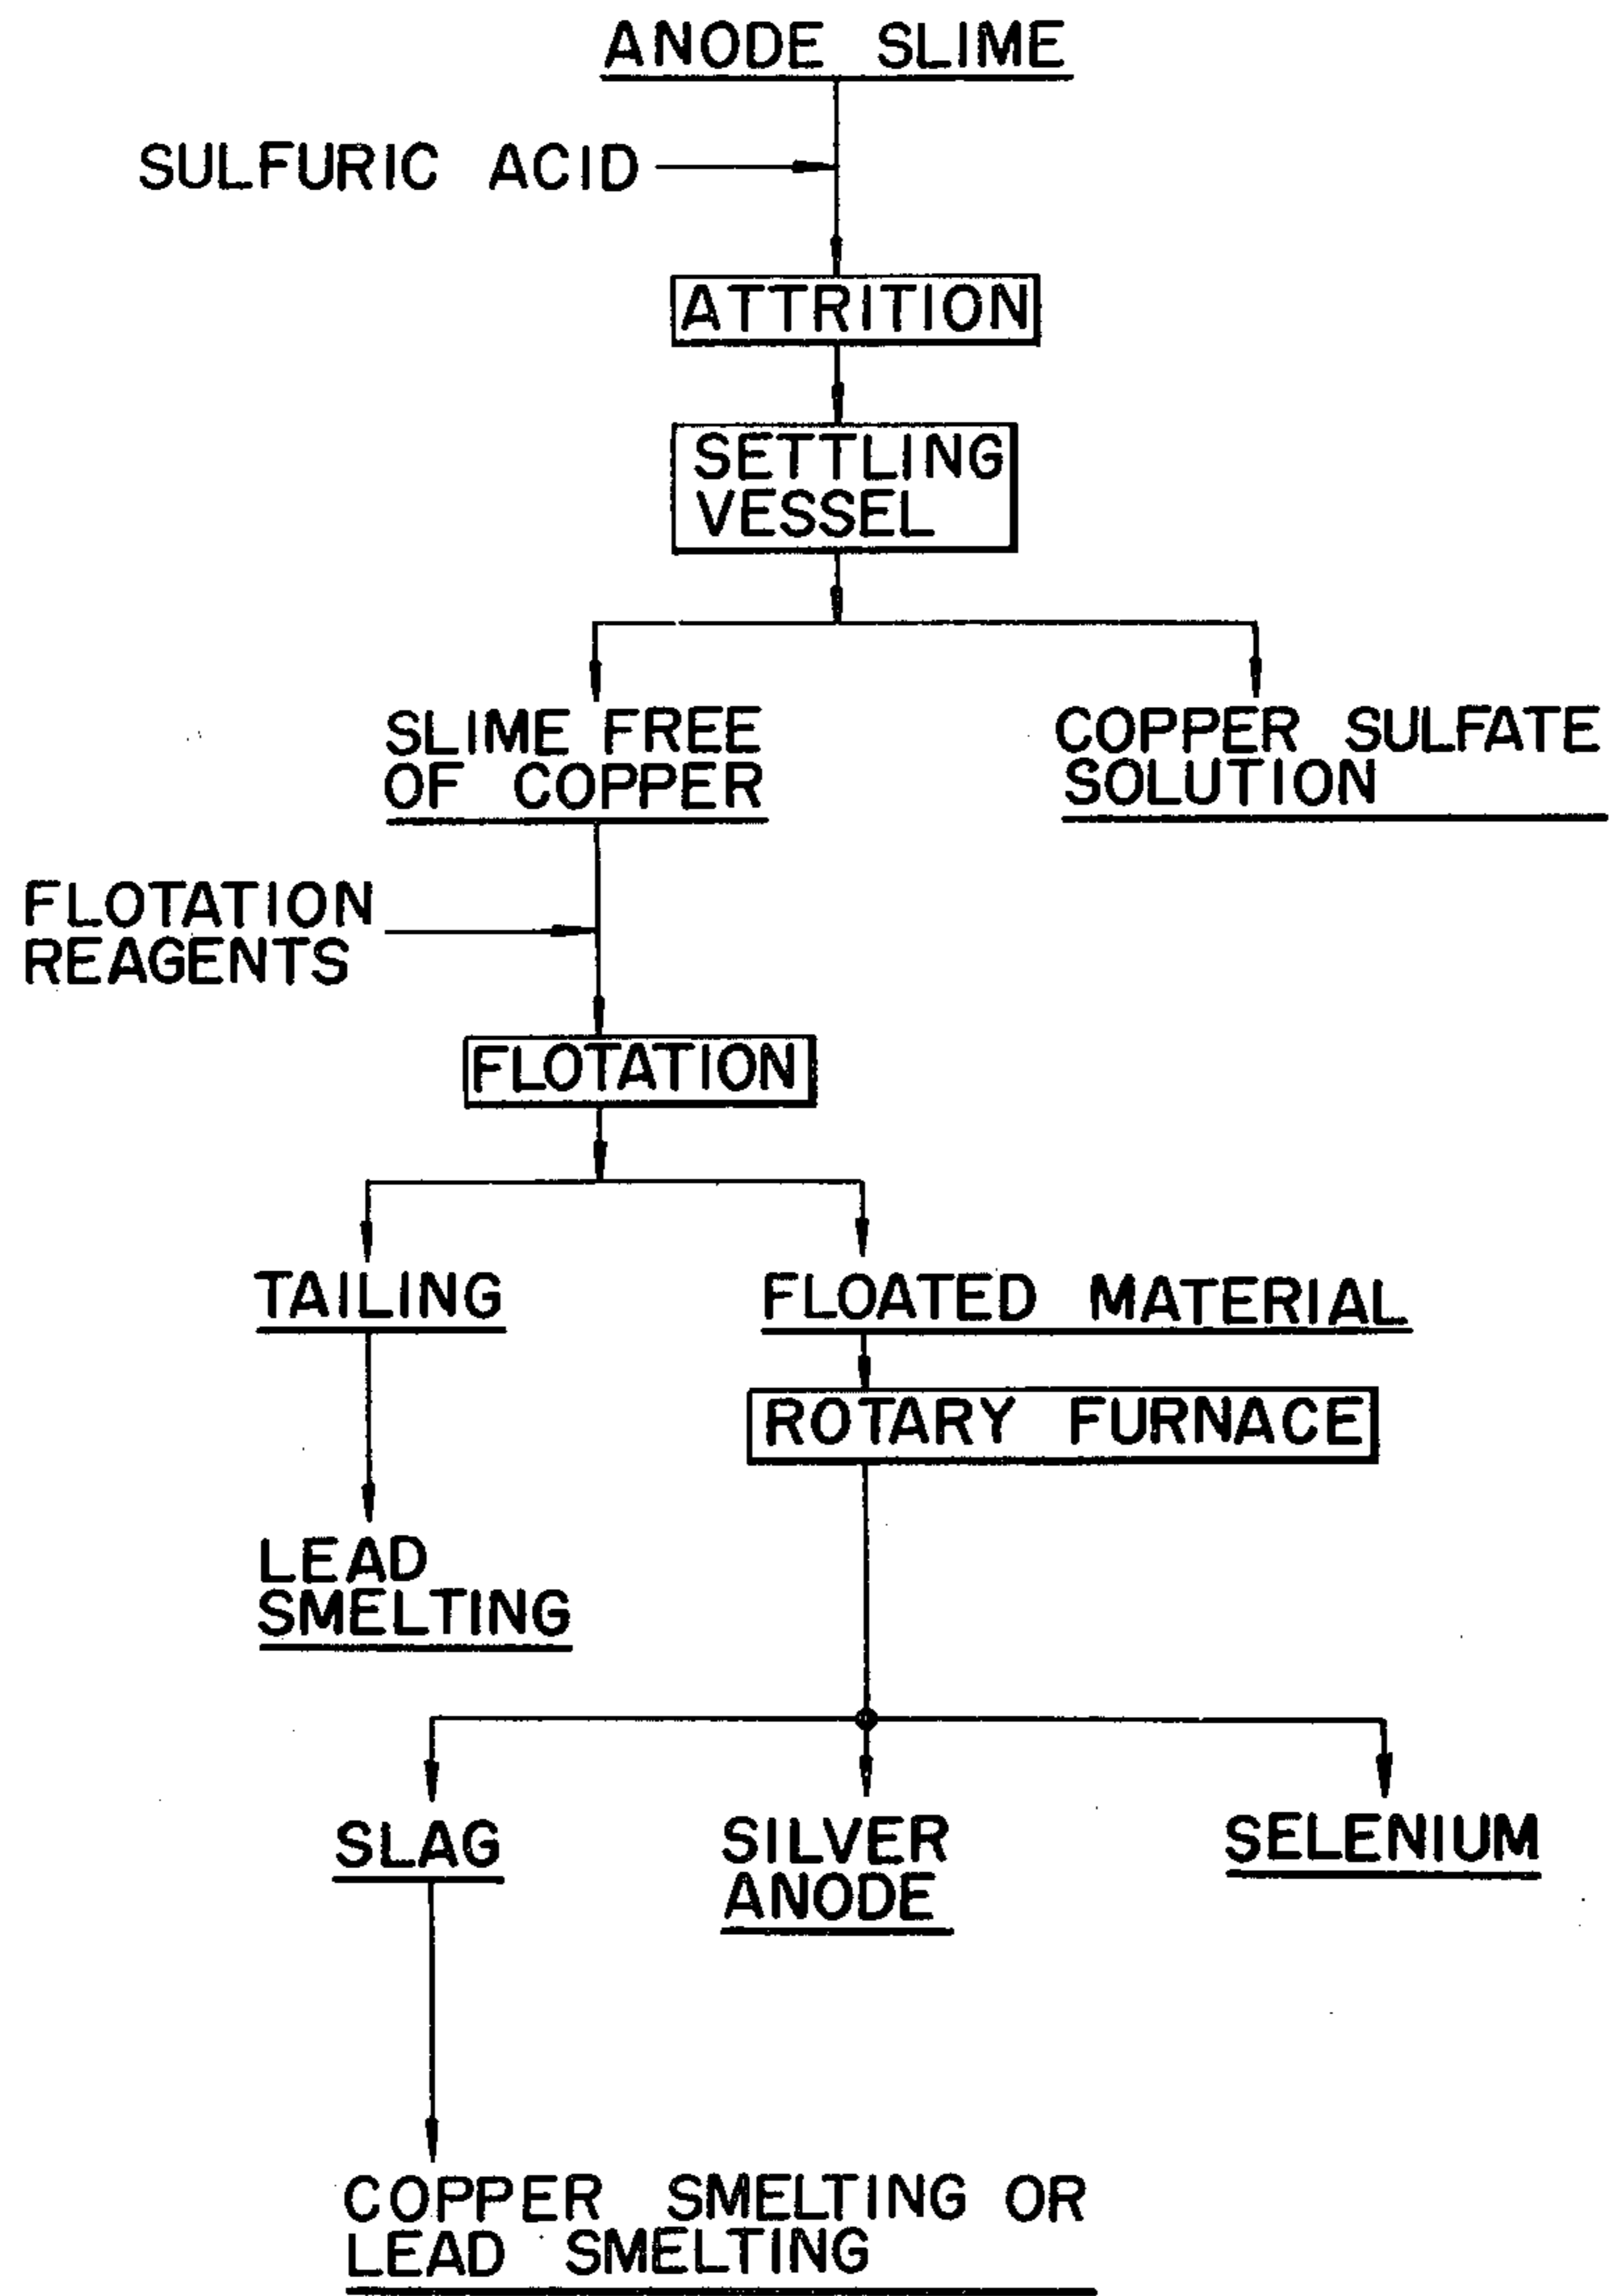 ANODE SLIME
SULFURIC ACID
ATTRITION
SETTLING
VESSEL
SLIME FREE
OF COPPER
COPPER SULFATE
SOLUTION
FLOTATION
REAGENTS
FLOTATION
TAILING
FLOATED MATERIAL
ROTARY FURNACE
LEAD
SMELTING
SLAG
SILVER
ANODE
SELENIUM
COPPER SMELTING OR
LEAD SMELTING